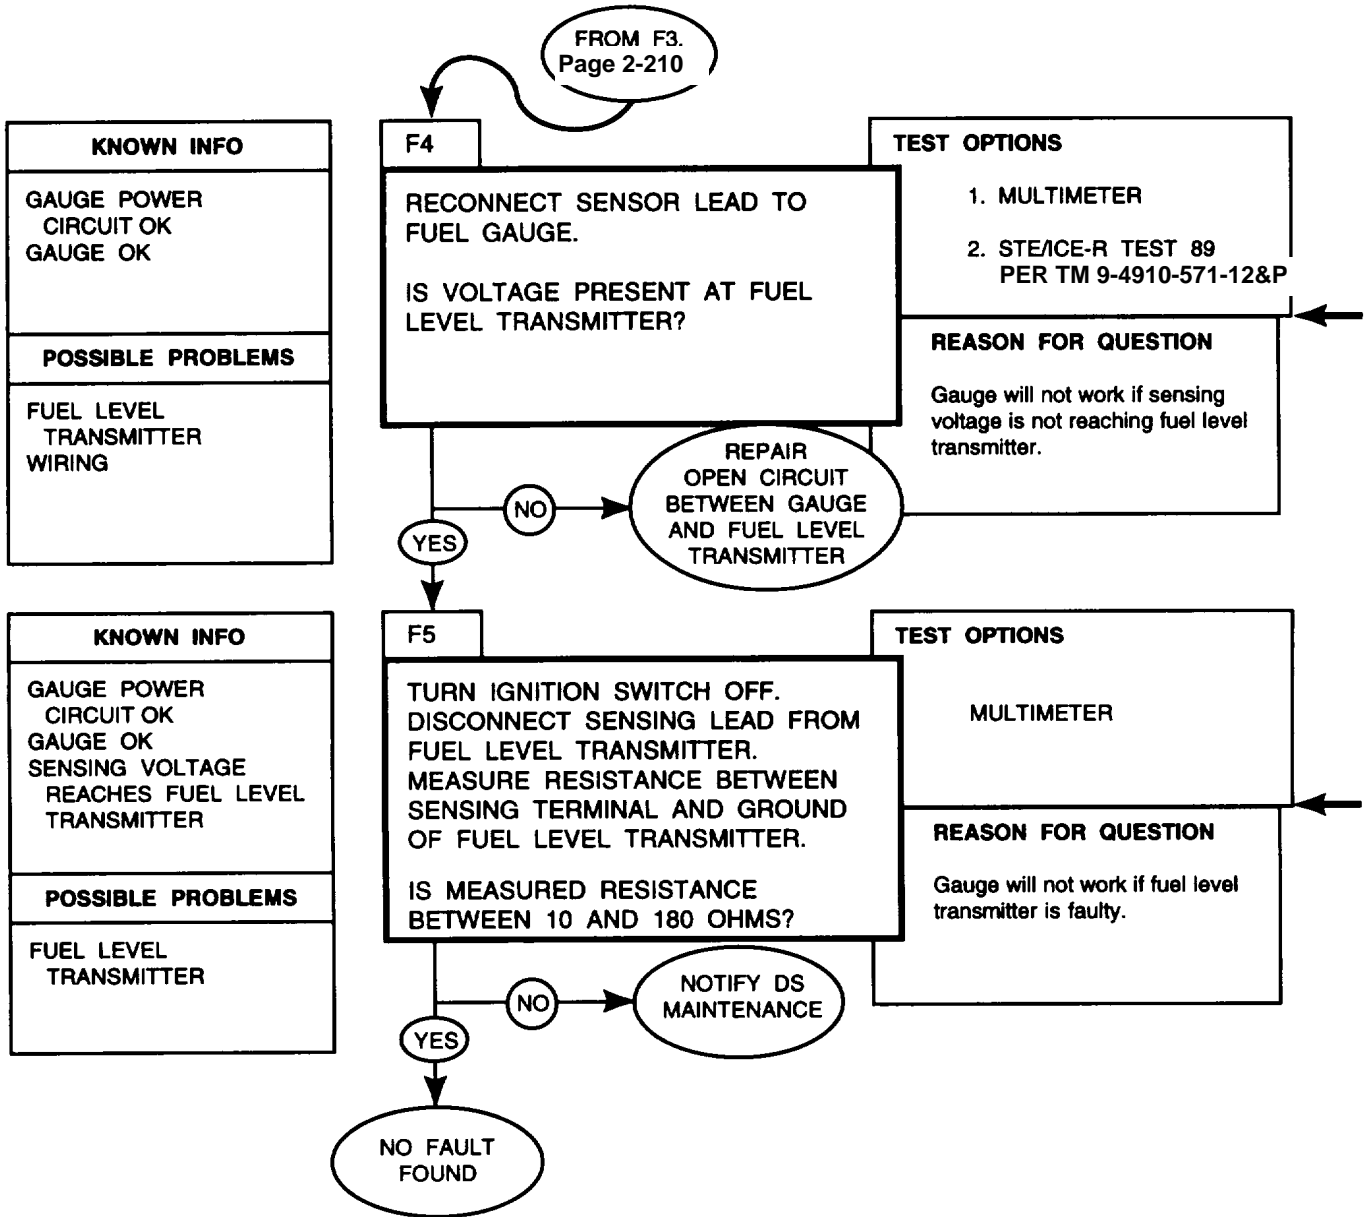 FROM F3.
Page 2-210
KNOWN INFO
GAUGE POWER
CIRCUIT OK
GAUGE OK
POSSIBLE PROBLEMS
FUEL LEVEL
TRANSMITTER
WIRING
F4
RECONNECT SENSOR LEAD TO
FUEL GAUGE.
IS VOLTAGE PRESENT AT FUEL
LEVEL TRANSMITTER?
TEST OPTIONS
1. MULTIMETER
2. STE/ICE-R TEST 89
PER TM 9-4910-571-12&P
REASON FOR QUESTION
Gauge will not work if sensing
voltage is not reaching fuel level
transmitter.
NO
REPAIR
OPEN CIRCUIT
BETWEEN GAUGE
AND FUEL LEVEL
TRANSMITTER
YES
KNOWN INFO
GAUGE POWER
CIRCUIT OK
GAUGE OK
SENSING VOLTAGE
REACHES FUEL LEVEL
TRANSMITTER
POSSIBLE PROBLEMS
FUEL LEVEL
TRANSMITTER
F5
TURN IGNITION SWITCH OFF.
DISCONNECT SENSING LEAD FROM
FUEL LEVEL TRANSMITTER.
MEASURE RESISTANCE BETWEEN
SENSING TERMINAL AND GROUND
OF FUEL LEVEL TRANSMITTER.
IS MEASURED RESISTANCE
BETWEEN 10 AND 180 OHMS?
TEST OPTIONS
MULTIMETER
REASON FOR QUESTION
Gauge will not work if fuel level
transmitter is faulty.
NO
NOTIFY DS
MAINTENANCE
YES
NO FAULT
FOUND